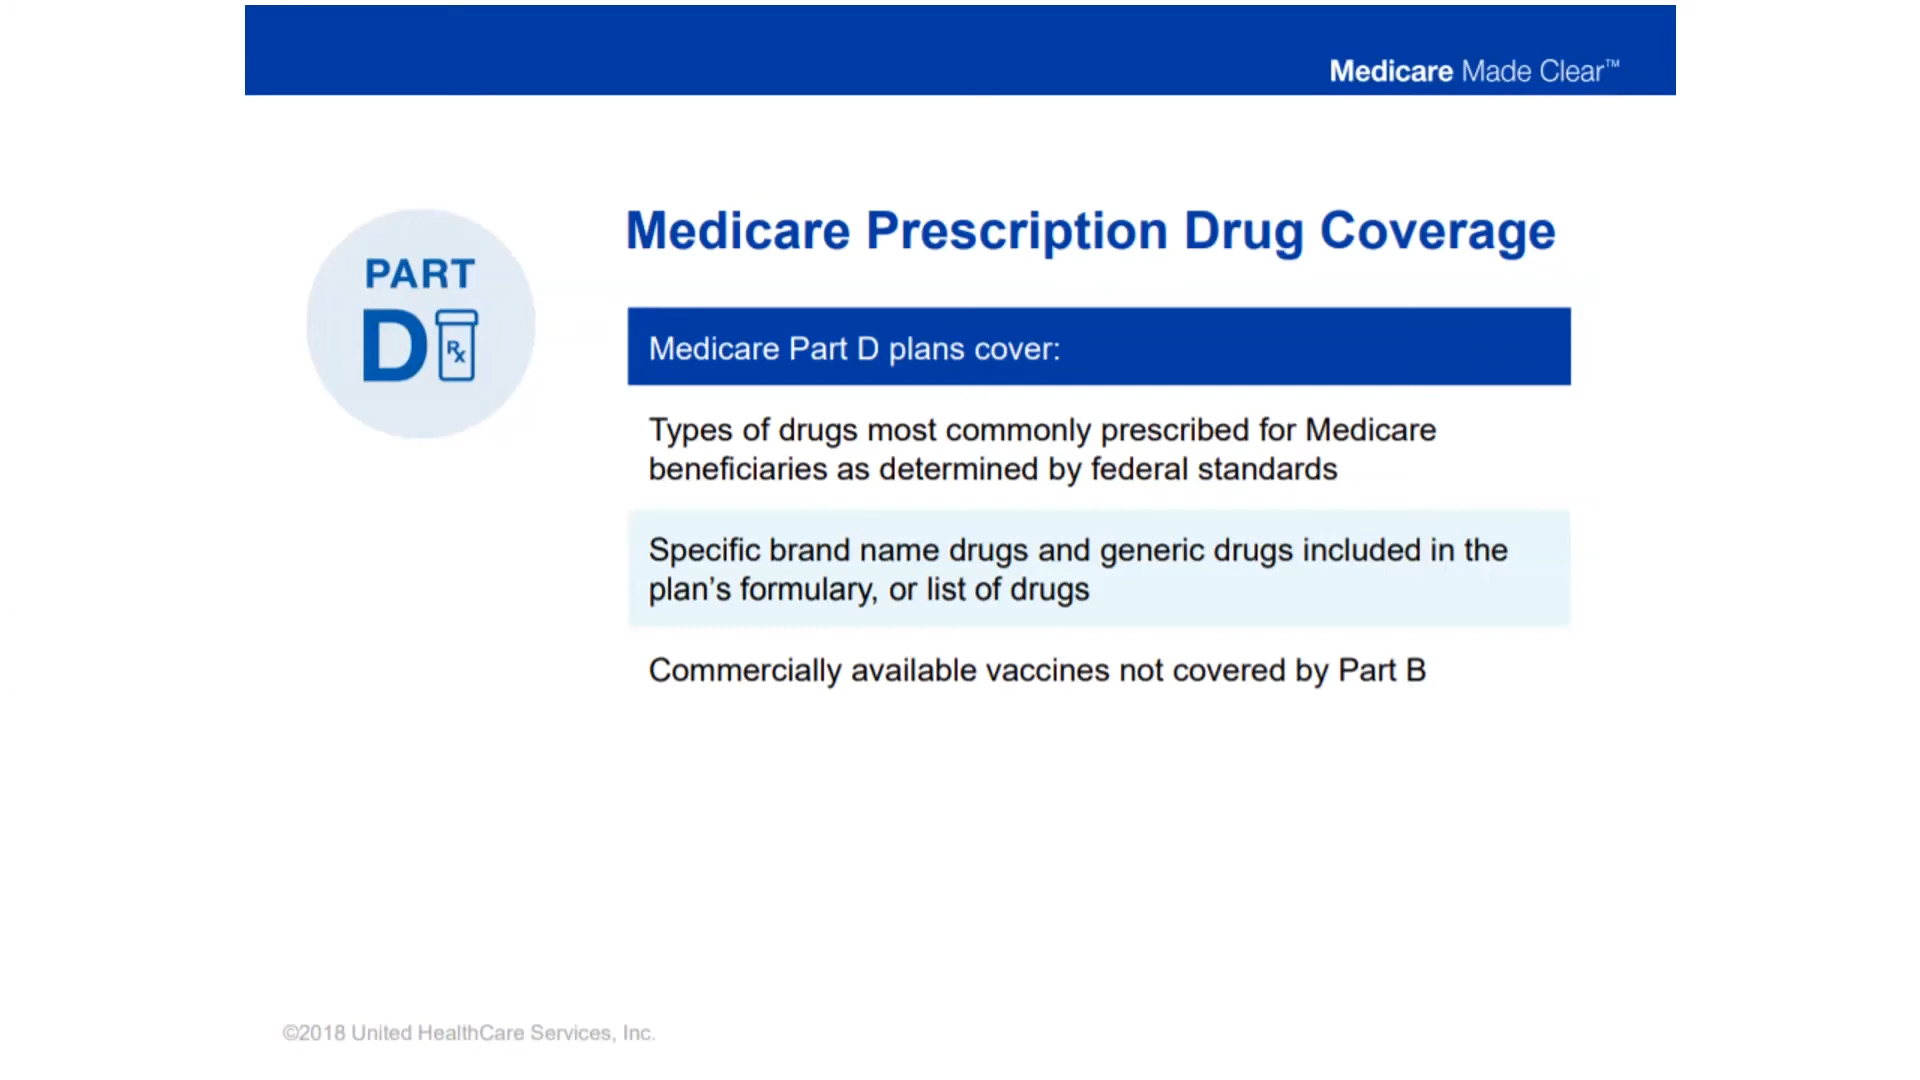 Medicare Made Clear™
PART
D Rx
Medicare Prescription Drug Coverage
Medicare Part D plans cover:
Types of drugs most commonly prescribed for Medicare
beneficiaries as determined by federal standards
Specific brand name drugs and generic drugs included in the
plan’s formulary, or list of drugs
Commercially available vaccines not covered by Part B
©2018 United HealthCare Services, Inc.